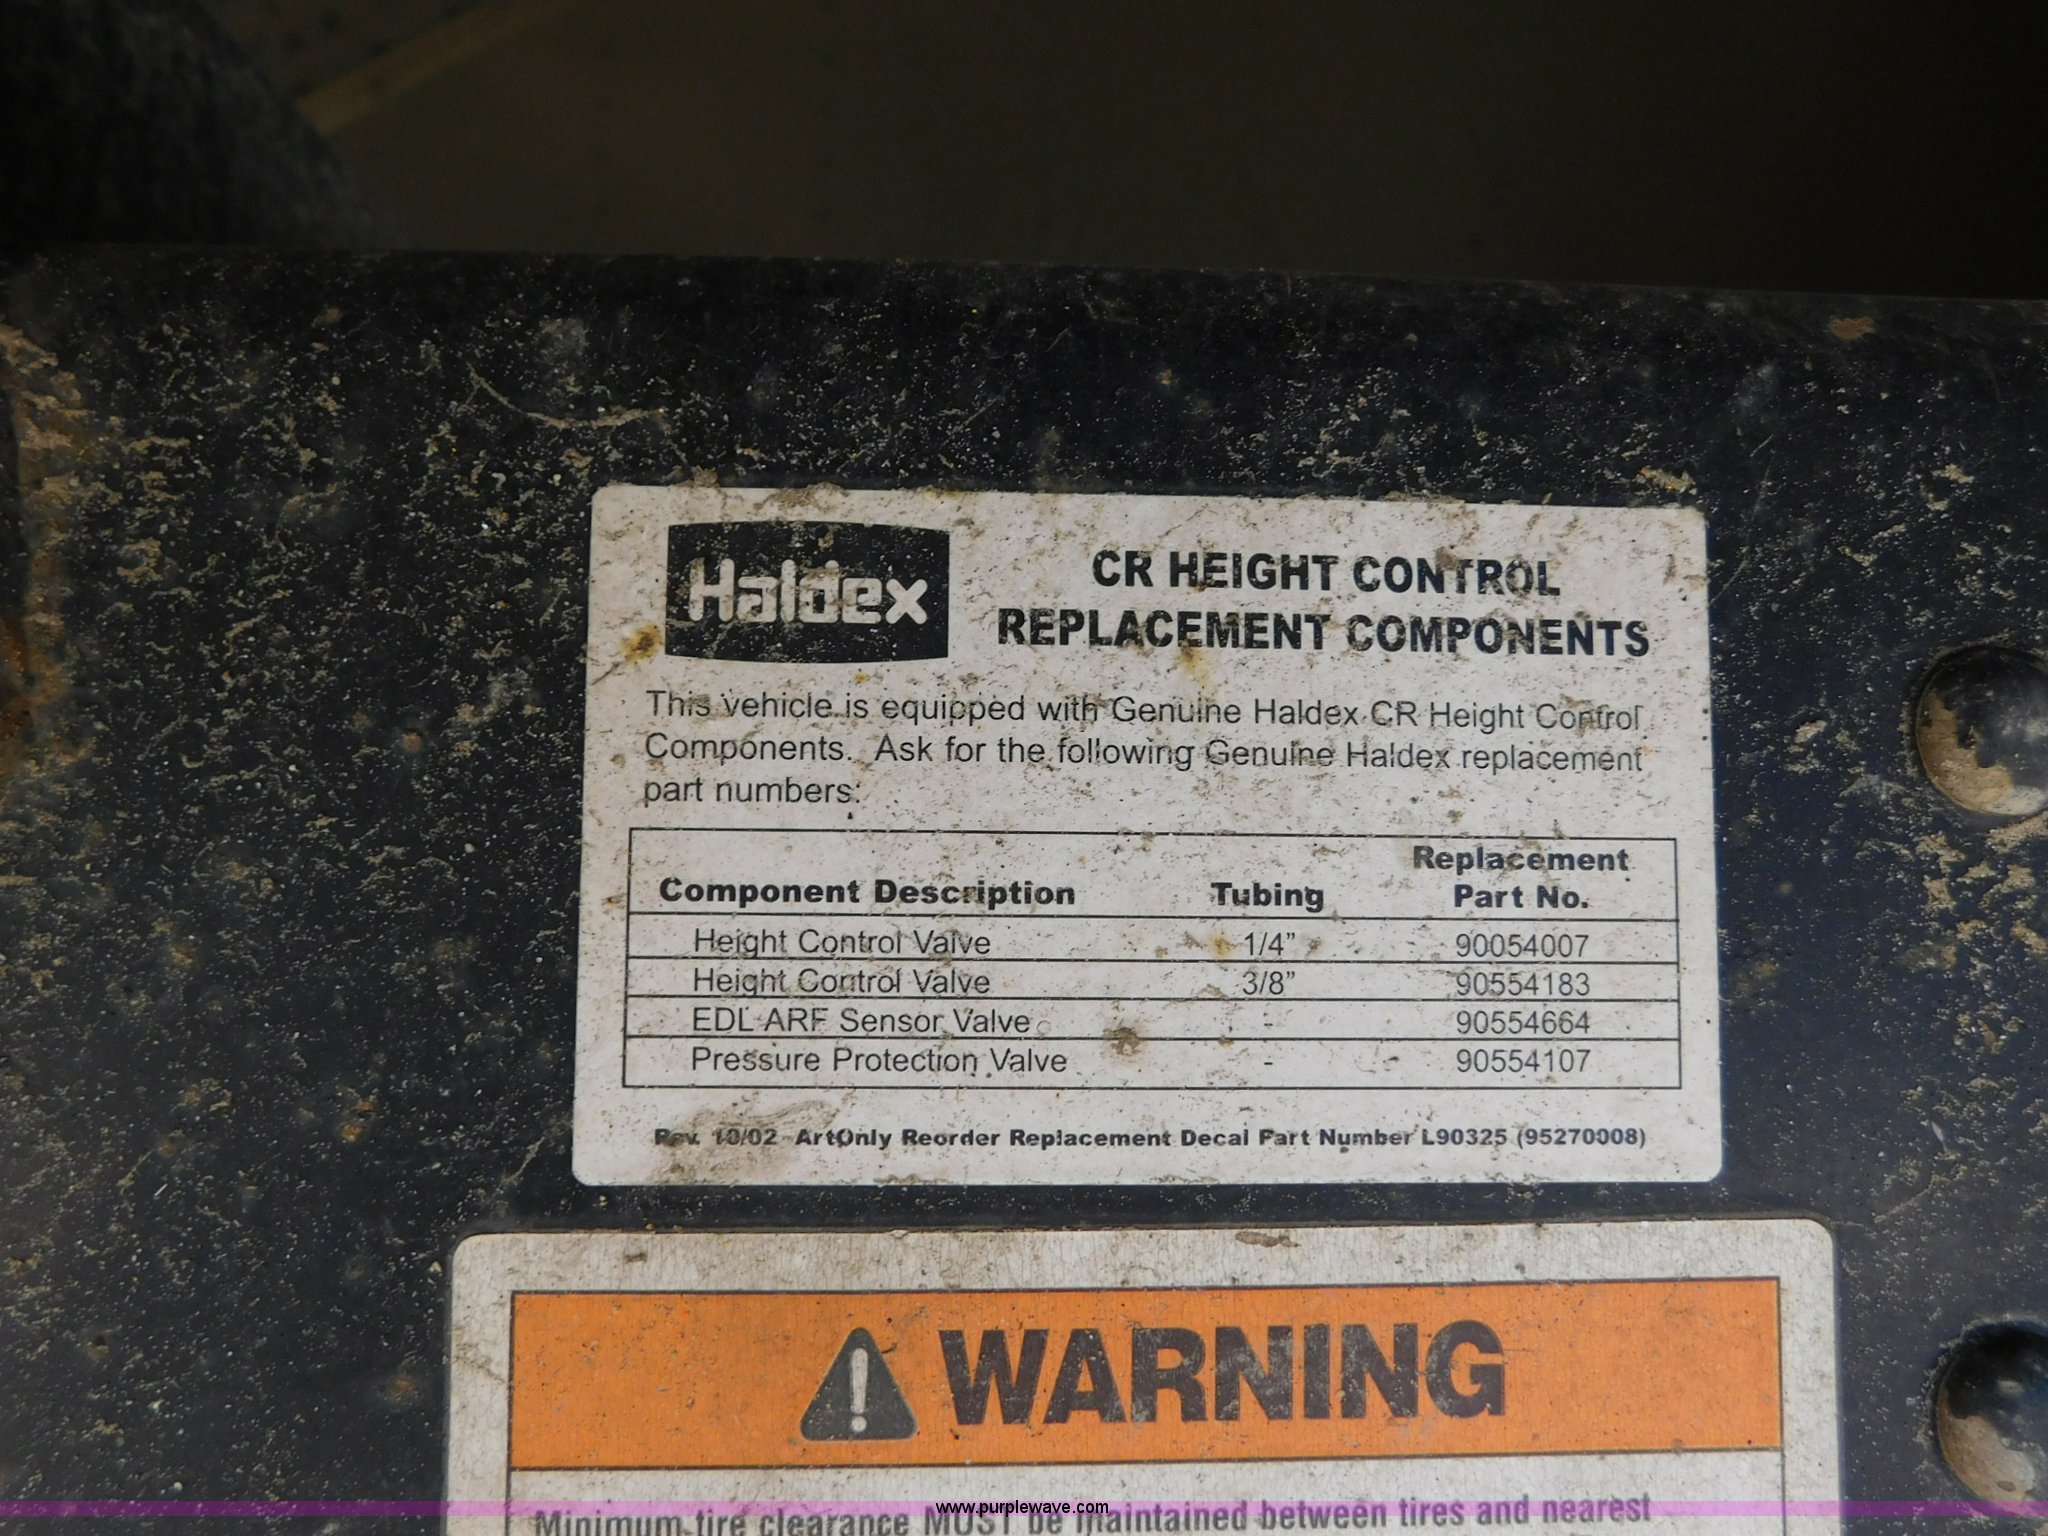 Haldex
CR HEIGHT CONTROL
REPLACEMENT COMPONENTS
This vehicle is equipped with Genuine Haldex CR Height Control
Components. Ask for the following Genuine Haldex replacement
part numbers:
Component Description Tubing Replacement Part No.
Height Control Valve 1/4" 90054007
Height Control Valve 3/8" 90554183
EDL ARF Sensor Valve - 90554664
Pressure Protection Valve - 90554107
Rev. 10/02 ArtOnly Reorder Replacement Decal Part Number L90325 (95270008)
WARNING
Minimum tire clearance MUST be maintained between tires and nearest
www.purplewave.com